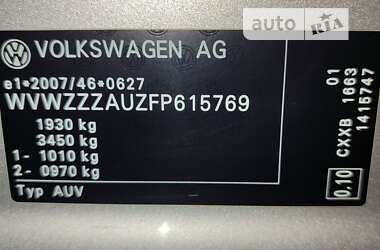 auto RIA
VOLKSWAGEN AG
e1*2007/46*0627
WVWZZZAUZFP615769
1930 kg
3450 kg
1- 1010 kg
2- 0970 kg
Typ AUV
01
CXXB 1663
1415747
0.10